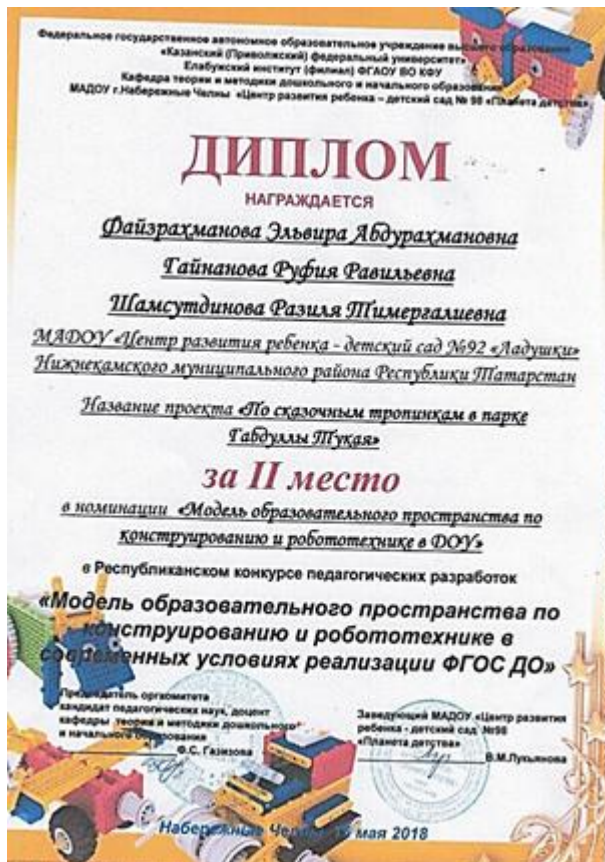 Федеральное государственное автономное образовательное учреждение высшего образования
«Казанский (Приволжский) федеральный университет»
Елабужский институт (филиал) ФГАОУ ВО КФУ
Кафедра теории и методики дошкольного и начального образования
МАДОУ г.Набережные Челны «Центр развития ребенка – детский сад № 98 «Планета детства»
ДИПЛОМ
НАГРАЖДАЕТСЯ
Файзрахманова Эльвира Абдурахмановна
Гайнанова Руфия Равильевна
Шамсутдинова Разиля Тимергалиевна
МАДОУ «Центр развития ребенка - детский сад №92 «Ладушки»
Нижнекамского муниципального района Республики Татарстан
Название проекта «По сказочным тропинкам в парке
Габдуллы Тукая»
за II место
в номинации «Модель образовательного пространства по
конструированию и робототехнике в ДОУ»
в Республиканском конкурсе педагогических разработок
«Модель образовательного пространства по
конструированию и робототехнике в
современных условиях реализации ФГОС ДО»
Председатель оргкомитета
кандидат педагогических наук, доцент
кафедры теории и методики дошкольного
и начального образования
Ф.С. Газизова
Заведующий МАДОУ «Центр развития
ребенка - детский сад №98
«Планета детства»
В.М.Лукьянова
Набережные Челны, мая 2018